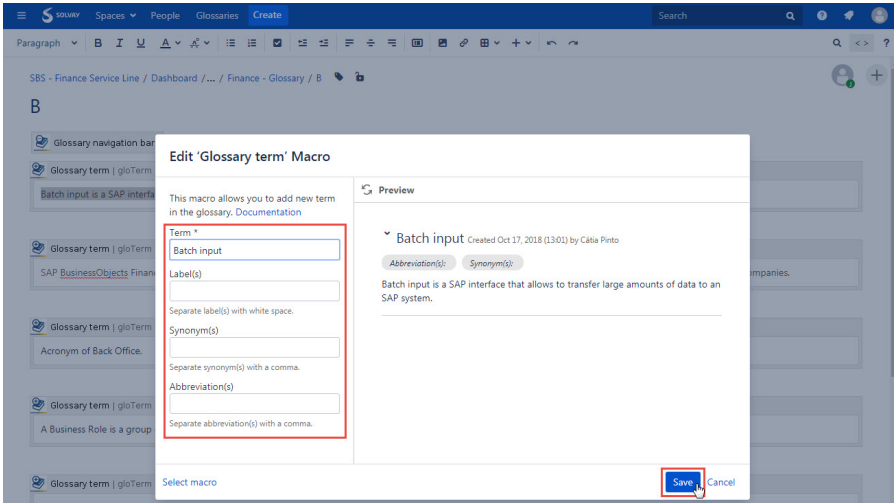 SOLVAY Spaces People Glossaries Create Search
Paragraph B I U A
SBS - Finance Service Line / Dashboard /... / Finance - Glossary / B
B
Glossary navigation bar
Glossary term | gloTerm
Batch input is a SAP interfa
Glossary term | gloTerm
SAP BusinessObjects Finan
mpanies.
Glossary term | gloTerm
Acronym of Back Office.
Glossary term | gloTerm
A Business Role is a group
Glossary term | gloTerm
Edit 'Glossary term' Macro
This macro allows you to add new term
in the glossary. Documentation
Term *
Batch input
Label(s)
Separate label(s) with white space.
Synonym(s)
Separate synonym(s) with a comma.
Abbreviation(s)
Separate abbreviation(s) with a comma.
Preview
Batch input Created Oct 17, 2018 (13:01) by Cátia Pinto
Abbreviation(s): Synonym(s):
Batch input is a SAP interface that allows to transfer large amounts of data to an
SAP system.
Select macro
Save Cancel